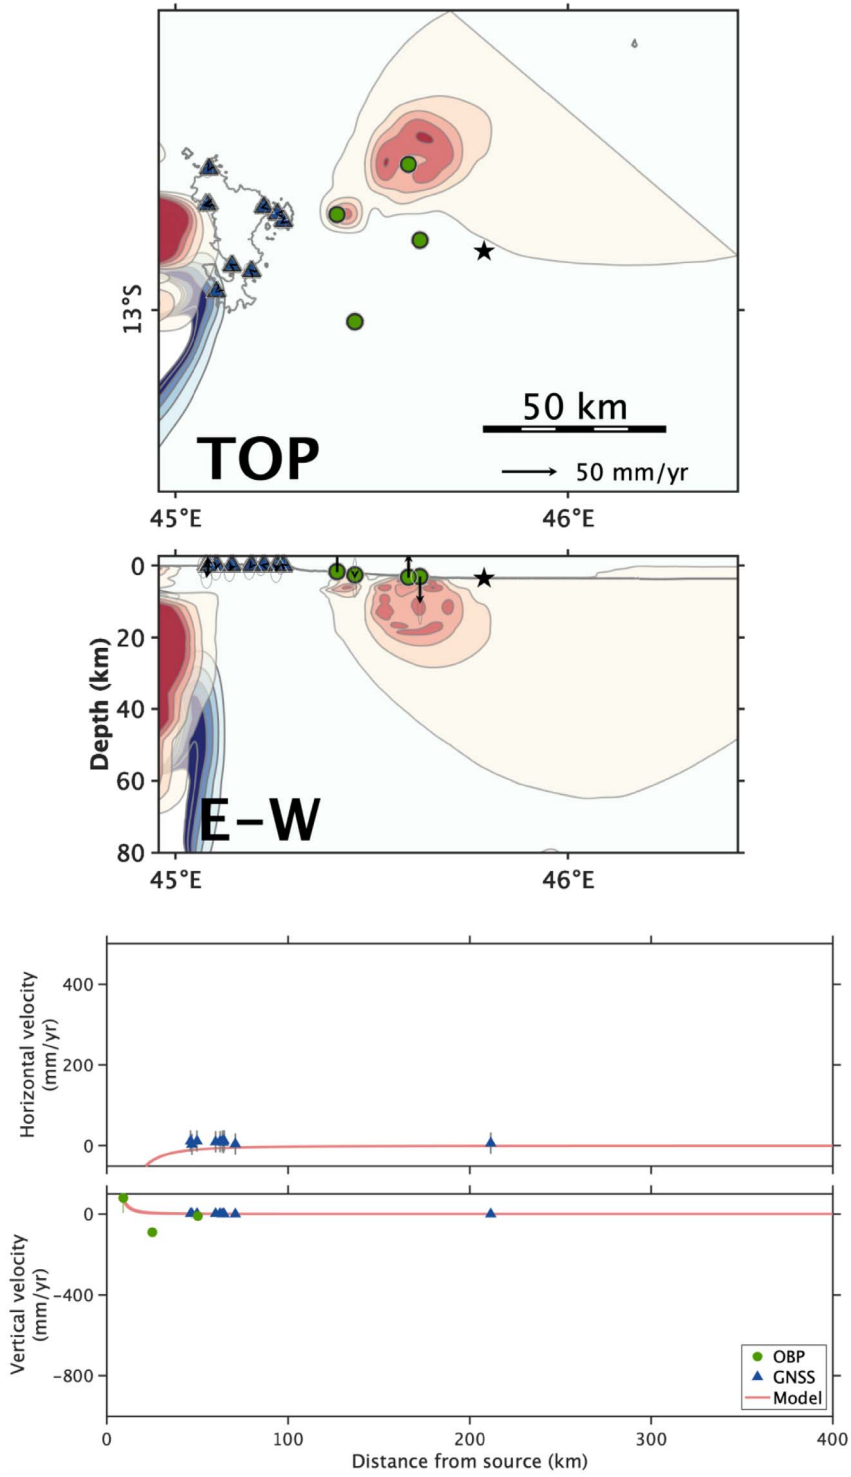 13°S
50 km
TOP
50 mm/yr
45°E 46°E
0
20
40
60
80
Depth (km)
E–W
45°E 46°E
Horizontal velocity
(mm/yr)
400
200
0
Vertical velocity
(mm/yr)
0
−400
−800
OBP
GNSS
Model
0 100 200 300 400
Distance from source (km)